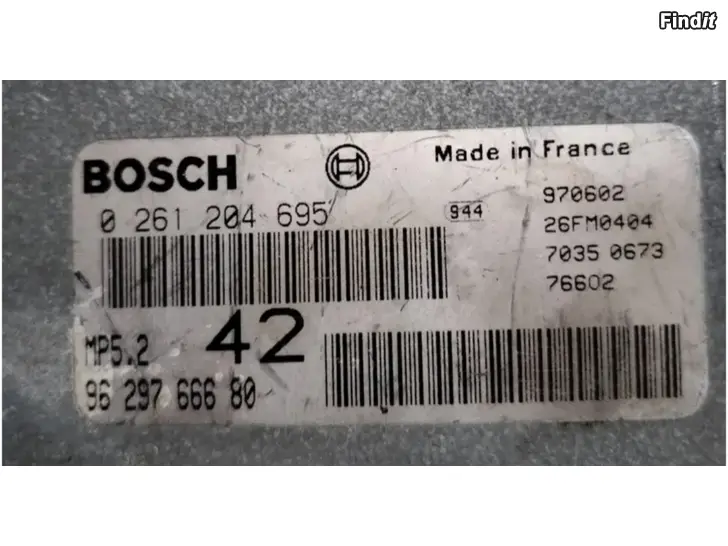 Findit
BOSCH
Made in France
0 261 204 695
944
970602
26FM0404
7035 0673
76602
MP5.2
42
96 297 666 80